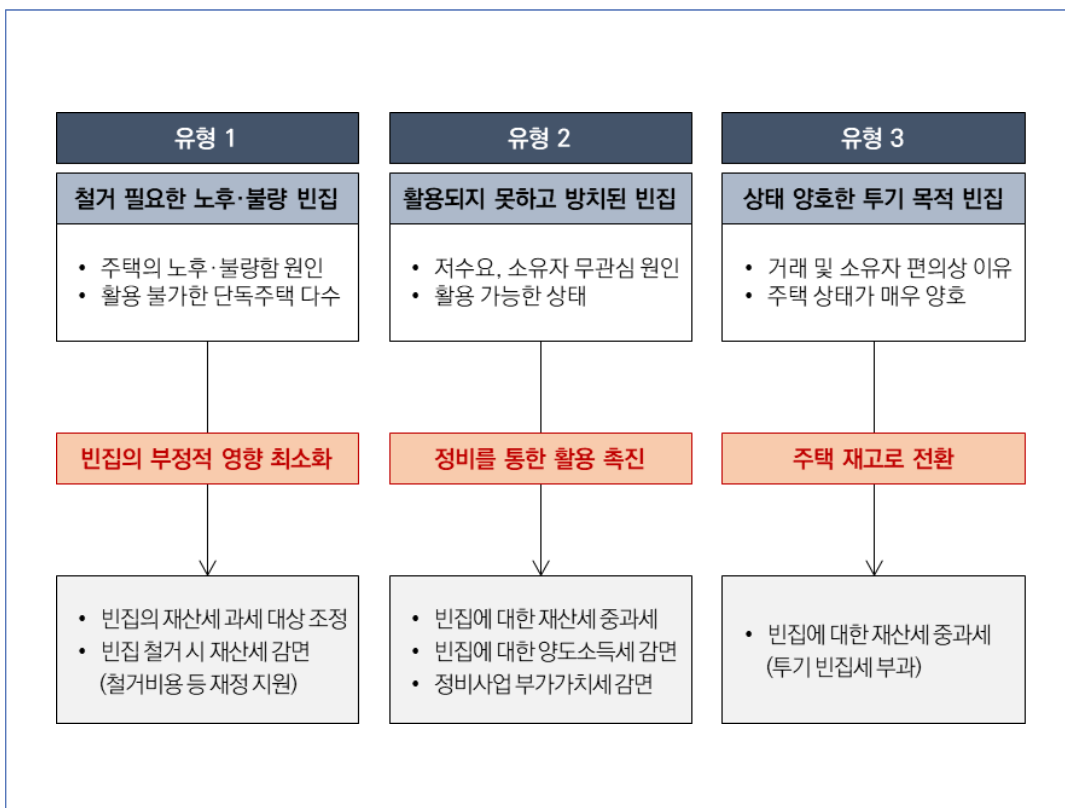 유형 1
철거 필요한 노후·불량 빈집
• 주택의 노후·불량함 원인
• 활용 불가한 단독주택 다수
빈집의 부정적 영향 최소화
• 빈집의 재산세 과세 대상 조정
• 빈집 철거 시 재산세 감면
(철거비용 등 재정 지원)
유형 2
활용되지 못하고 방치된 빈집
• 저수요, 소유자 무관심 원인
• 활용 가능한 상태
정비를 통한 활용 촉진
• 빈집에 대한 재산세 중과세
• 빈집에 대한 양도소득세 감면
• 정비사업 부가가치세 감면
유형 3
상태 양호한 투기 목적 빈집
• 거래 및 소유자 편의상 이유
• 주택 상태가 매우 양호
주택 재고로 전환
• 빈집에 대한 재산세 중과세
(투기 빈집세 부과)